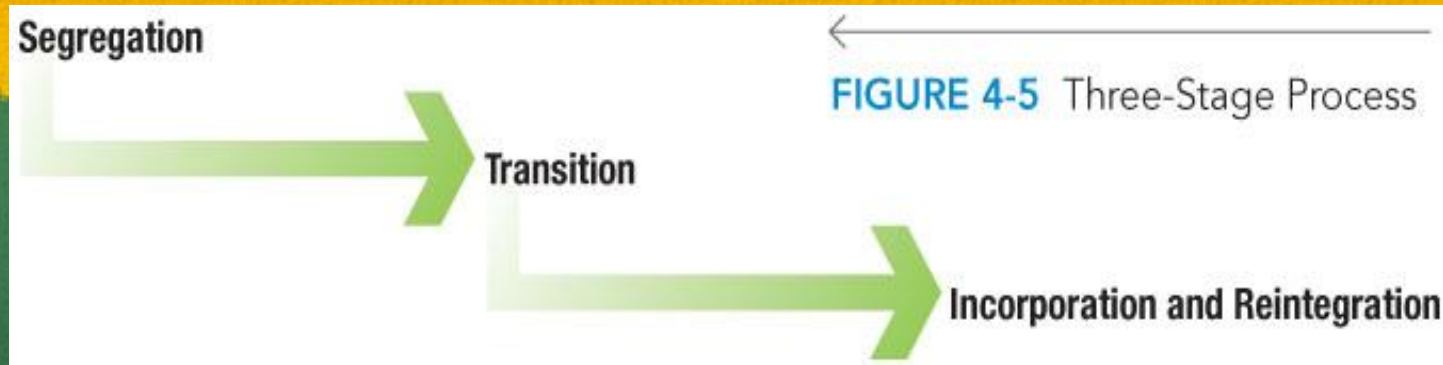 Segregation
FIGURE 4-5 Three-Stage Process
Transition
Incorporation and Reintegration